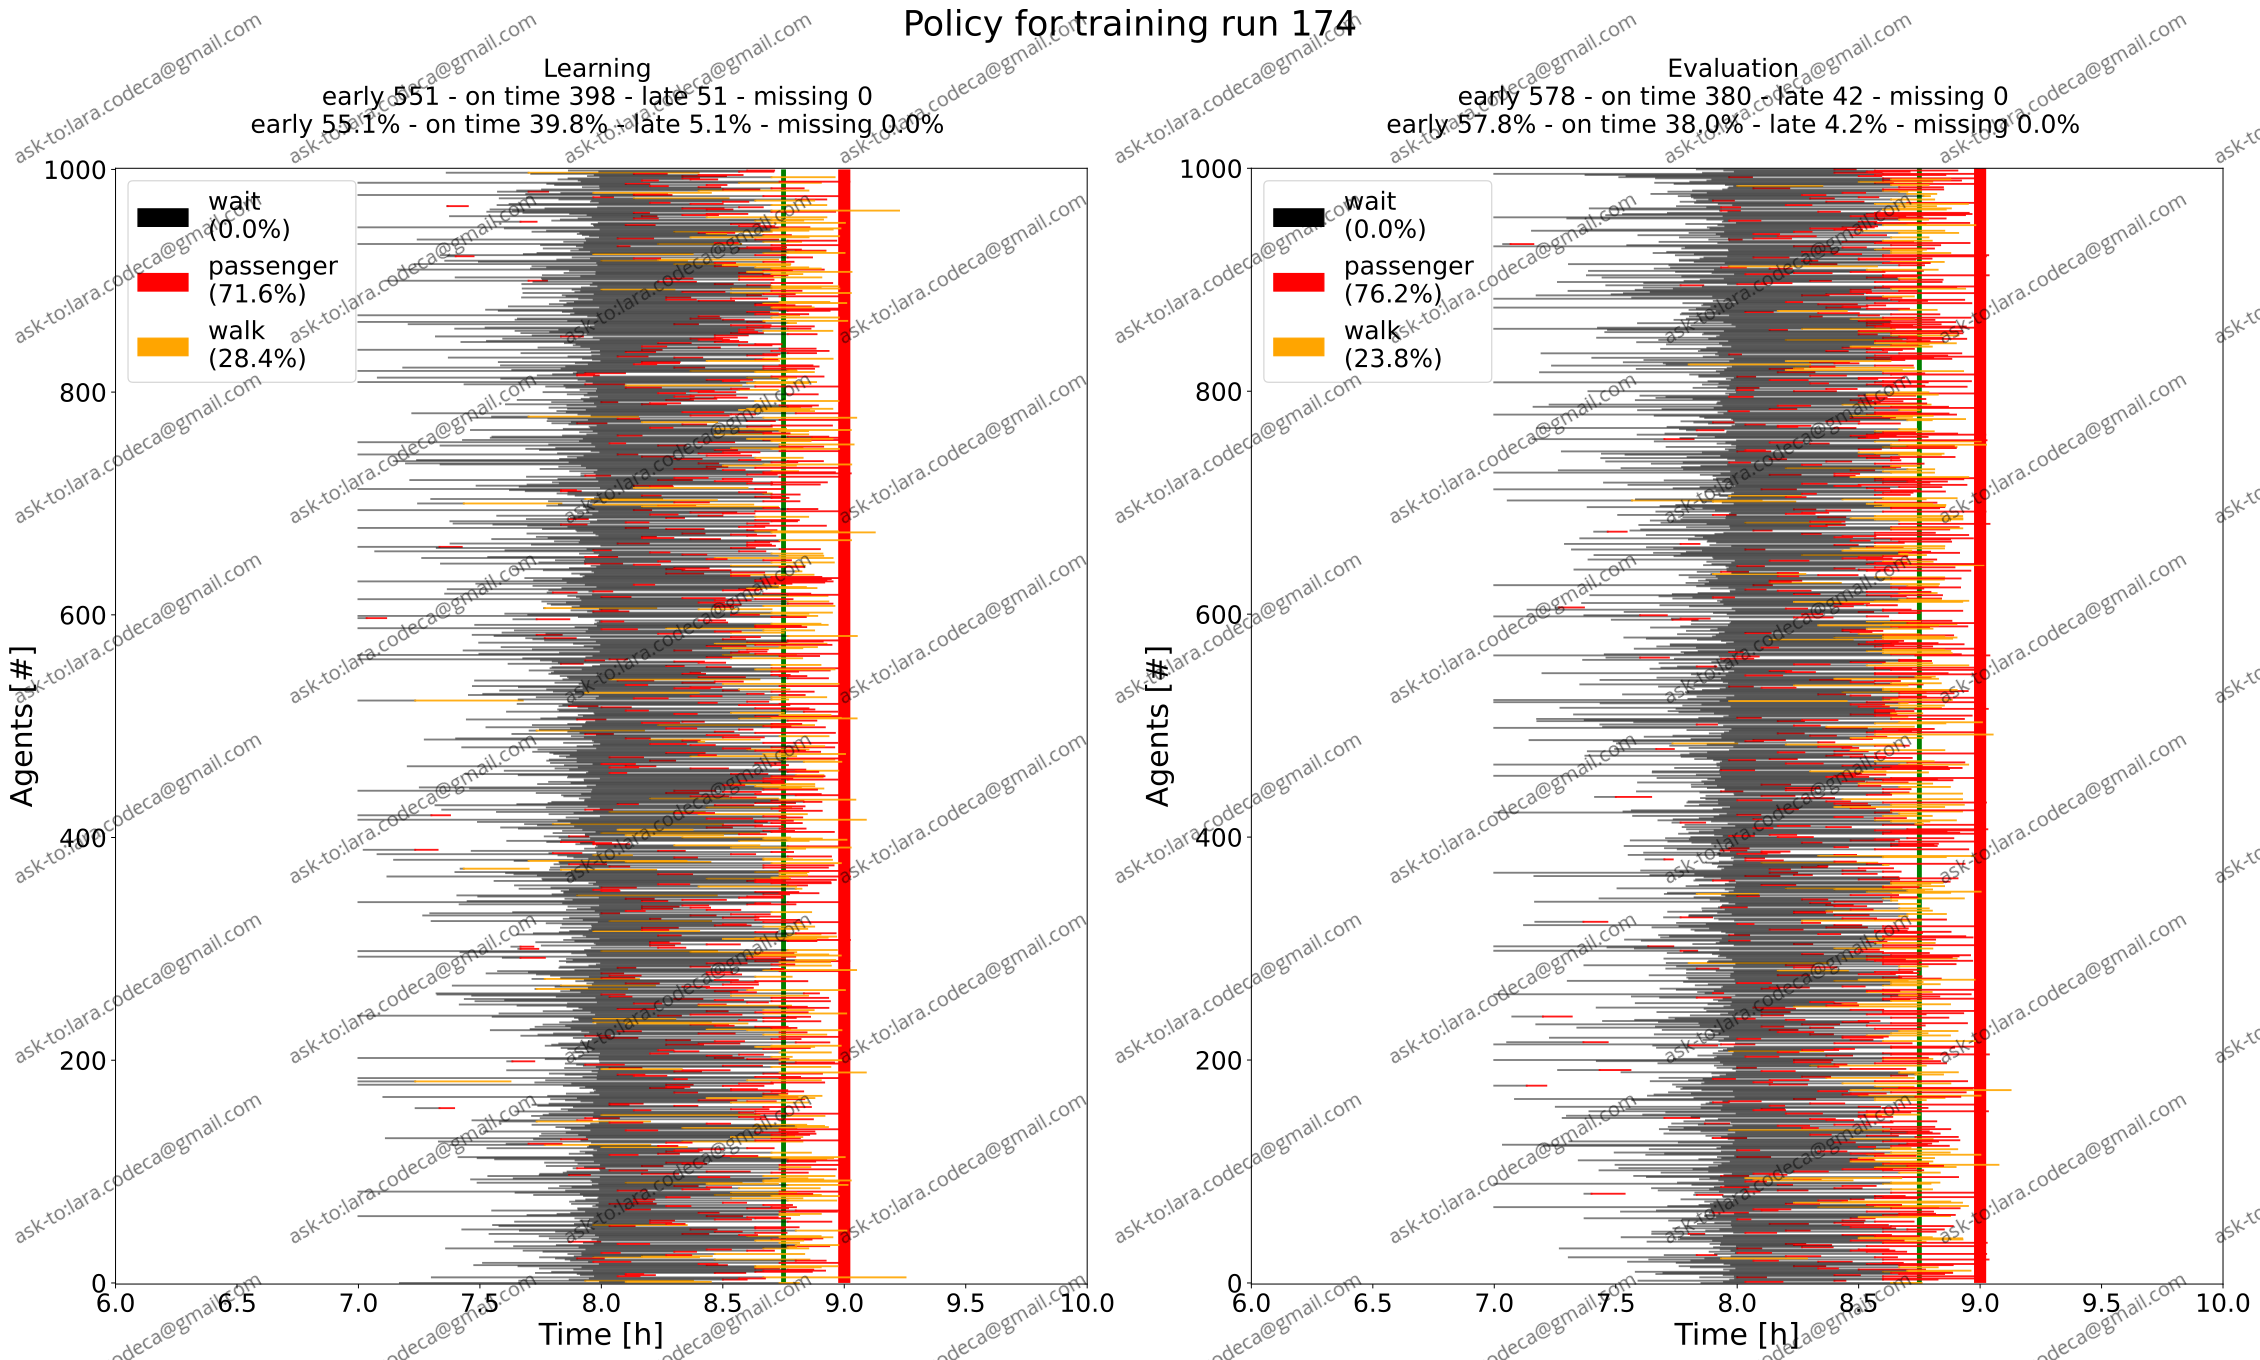 Policy for training run 174
Learning
early 551 - on time 398 - late 51 - missing 0
early 55.1% - on time 39.8% - late 5.1% - missing 0.0%
wait
(0.0%)
passenger
(71.6%)
walk
(28.4%)
Agents [#]
1000
800
600
400
200
0
6.0 6.5 7.0 7.5 8.0 8.5 9.0 9.5 10.0
Time [h]
Evaluation
early 578 - on time 380 - late 42 - missing 0
early 57.8% - on time 38.0% - late 4.2% - missing 0.0%
wait
(0.0%)
passenger
(76.2%)
walk
(23.8%)
Agents [#]
1000
800
600
400
200
0
6.0 6.5 7.0 7.5 8.0 8.5 9.0 9.5 10.0
Time [h]
ask-to:lara.codeca@gmail.com